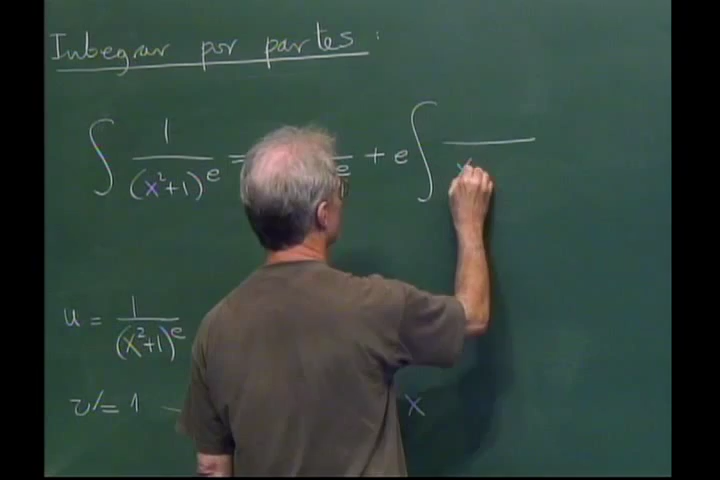 Integrar por partes:
∫ 1/(x²+1)^e = e + e ∫ x
u = 1/(x²+1)^e
v' = 1 x